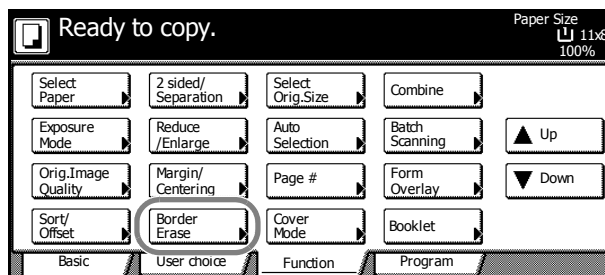 Ready to copy.
Paper Size
11x8
100%
Select
Paper
2 sided/
Separation
Select
Orig.Size
Combine
Exposure
Mode
Reduce
/Enlarge
Auto
Selection
Batch
Scanning
Up
Orig.Image
Quality
Margin/
Centering
Page #
Form
Overlay
Down
Sort/
Offset
Border
Erase
Cover
Mode
Booklet
Basic
User choice
Function
Program